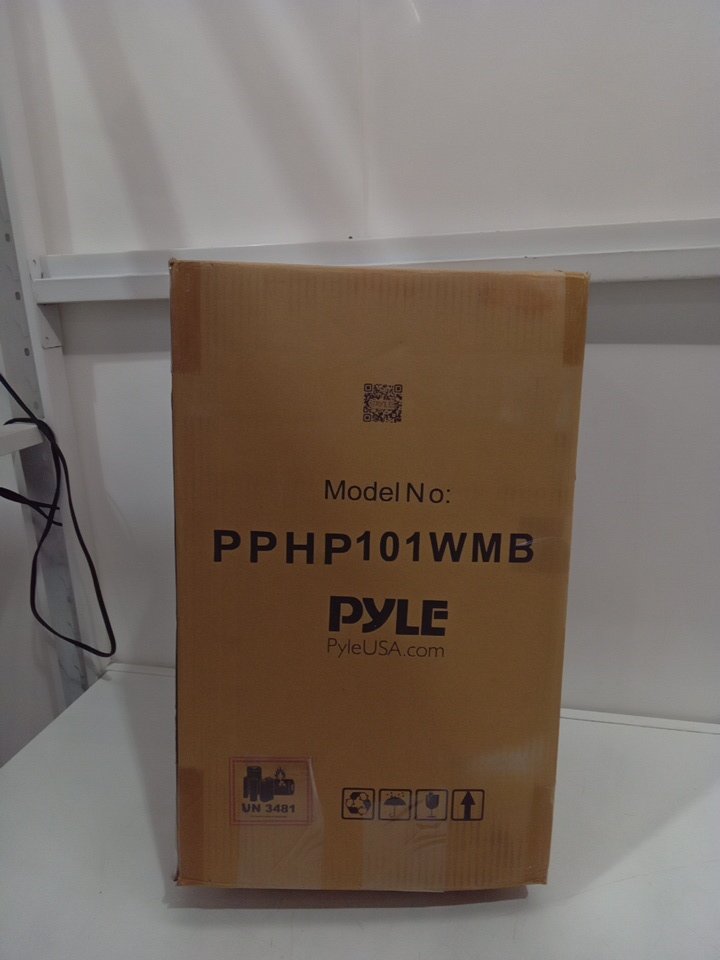 Model No:
PPHP101WMB
PYLE
PyleUSA.com
UN 3481